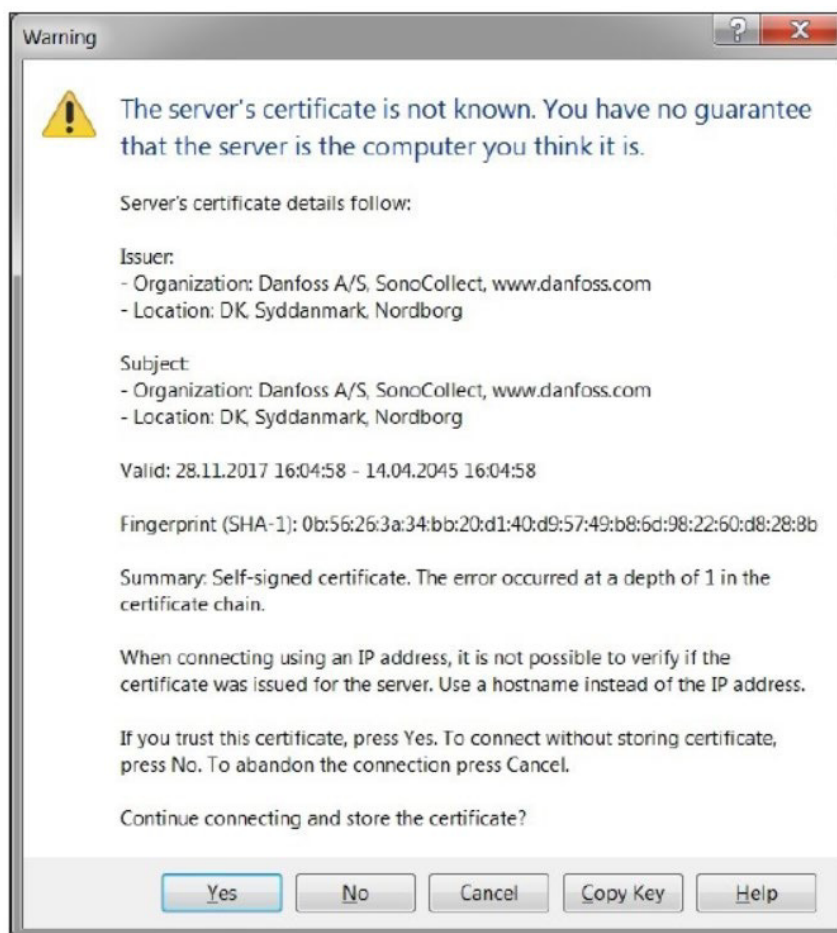 Warning
?
X
The server's certificate is not known. You have no guarantee
that the server is the computer you think it is.
Server's certificate details follow:
Issuer:
- Organization: Danfoss A/S, SonoCollect, www.danfoss.com
- Location: DK, Syddanmark, Nordborg
Subject:
- Organization: Danfoss A/S, SonoCollect, www.danfoss.com
- Location: DK, Syddanmark, Nordborg
Valid: 28.11.2017 16:04:58 - 14.04.2045 16:04:58
Fingerprint (SHA-1): 0b:56:26:3a:34:bb:20:d1:40:d9:57:49:b8:6d:98:22:60:d8:28:8b
Summary: Self-signed certificate. The error occurred at a depth of 1 in the
certificate chain.
When connecting using an IP address, it is not possible to verify if the
certificate was issued for the server. Use a hostname instead of the IP address.
If you trust this certificate, press Yes. To connect without storing certificate,
press No. To abandon the connection press Cancel.
Continue connecting and store the certificate?
Yes No Cancel Copy Key Help